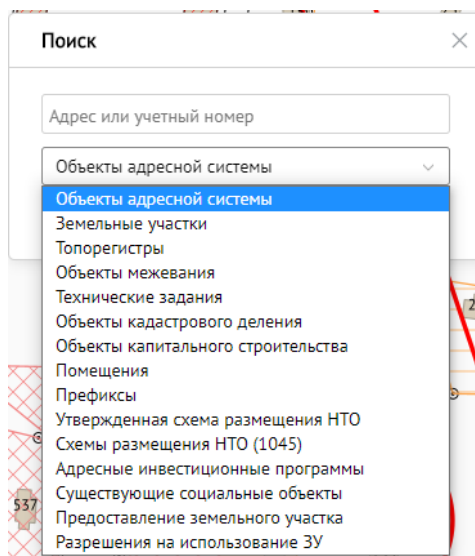 Поиск
Адрес или учетный номер
Объекты адресной системы
Объекты адресной системы
Земельные участки
Топорегистры
Объекты межевания
Технические задания
Объекты кадастрового деления
Объекты капитального строительства
Помещения
Префиксы
Утвержденная схема размещения НТО
Схемы размещения НТО (1045)
Адресные инвестиционные программы
Существующие социальные объекты
537
Предоставление земельного участка
Разрешения на использование ЗУ